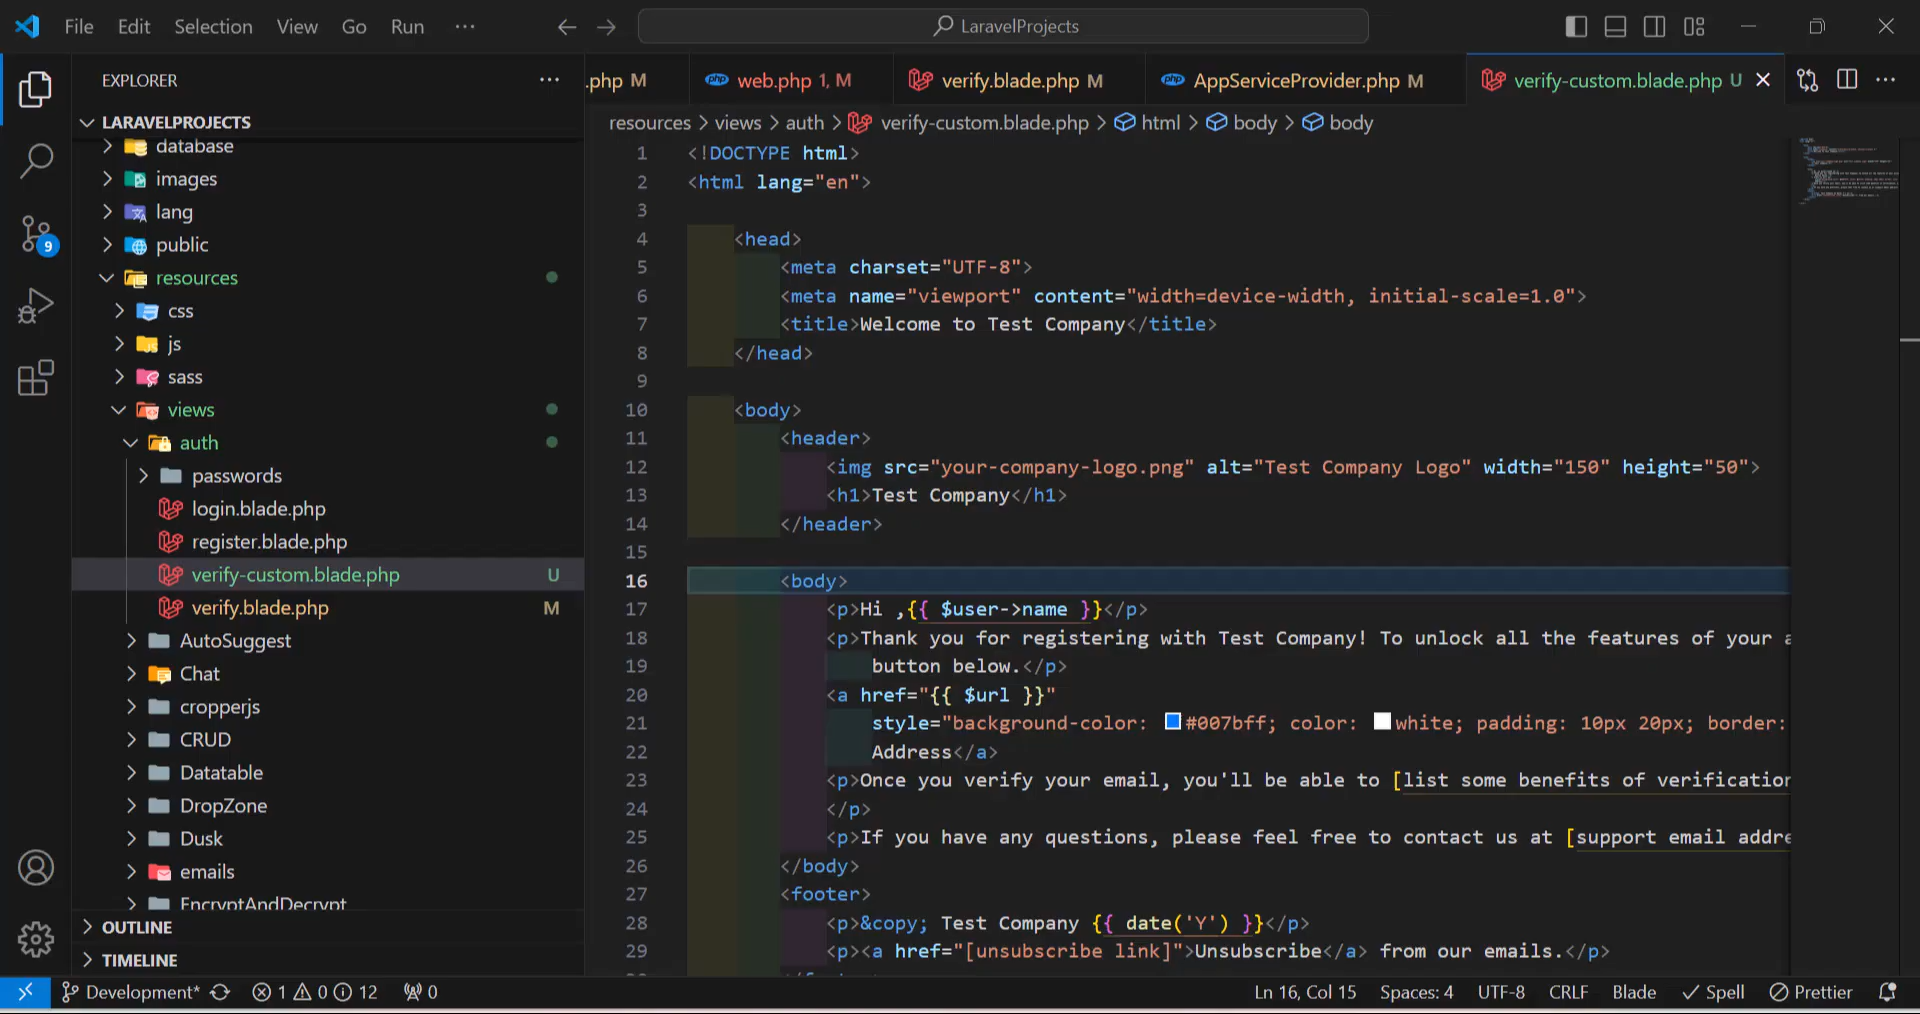 File Edit Selection View Go Run ··· LaravelProjects
EXPLORER ···
.php M
php web.php 1, M
verify.blade.php M
php AppServiceProvider.php M
verify-custom.blade.php U
···
LARAVELPROJECTS
database
images
lang
public
resources
css
js
sass
views
auth
passwords
login.blade.php
register.blade.php
verify-custom.blade.php U
verify.blade.php M
AutoSuggest
Chat
cropperjs
CRUD
Datatable
DropZone
Dusk
emails
EncryptAndDecrypt
OUTLINE
TIMELINE
9
resources > views > auth > verify-custom.blade.php > html > body > body
1 <!DOCTYPE html>
2 <html lang="en">
3
4 <head>
5 <meta charset="UTF-8">
6 <meta name="viewport" content="width=device-width, initial-scale=1.0">
7 <title>Welcome to Test Company</title>
8 </head>
9
10 <body>
11 <header>
12 <img src="your-company-logo.png" alt="Test Company Logo" width="150" height="50">
13 <h1>Test Company</h1>
14 </header>
15
16 <body>
17 <p>Hi ,{{ $user->name }}</p>
18 <p>Thank you for registering with Test Company! To unlock all the features of your a
19 button below.</p>
20 <a href="{{ $url }}"
21 style="background-color: #007bff; color: white; padding: 10px 20px; border:
22 Address</a>
23 <p>Once you verify your email, you'll be able to [list some benefits of verification
24 </p>
25 <p>If you have any questions, please feel free to contact us at [support email addre
26 </body>
27 <footer>
28 <p>&copy; Test Company {{ date('Y') }}</p>
29 <p><a href="[unsubscribe link]">Unsubscribe</a> from our emails.</p>
Development* 1 0 12 0 Ln 16, Col 15 Spaces: 4 UTF-8 CRLF Blade Spell Prettier